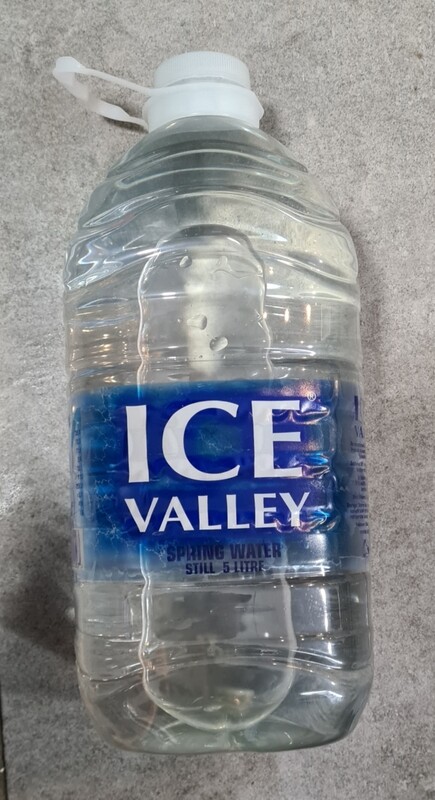 ICE®
VALLEY
SPRING WATER
STILL 5 LITRE